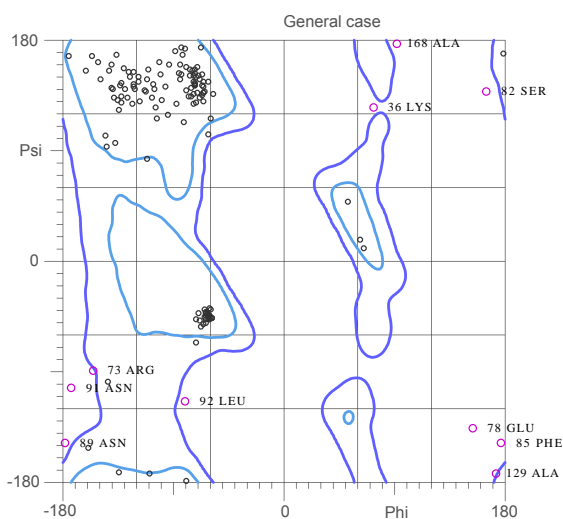 General case
180
168 ALA
82 SER
36 LYS
Psi
0
73 ARG
91 ASN
92 LEU
78 GLU
89 ASN
85 PHE
129 ALA
-180
-180
0
Phi
180